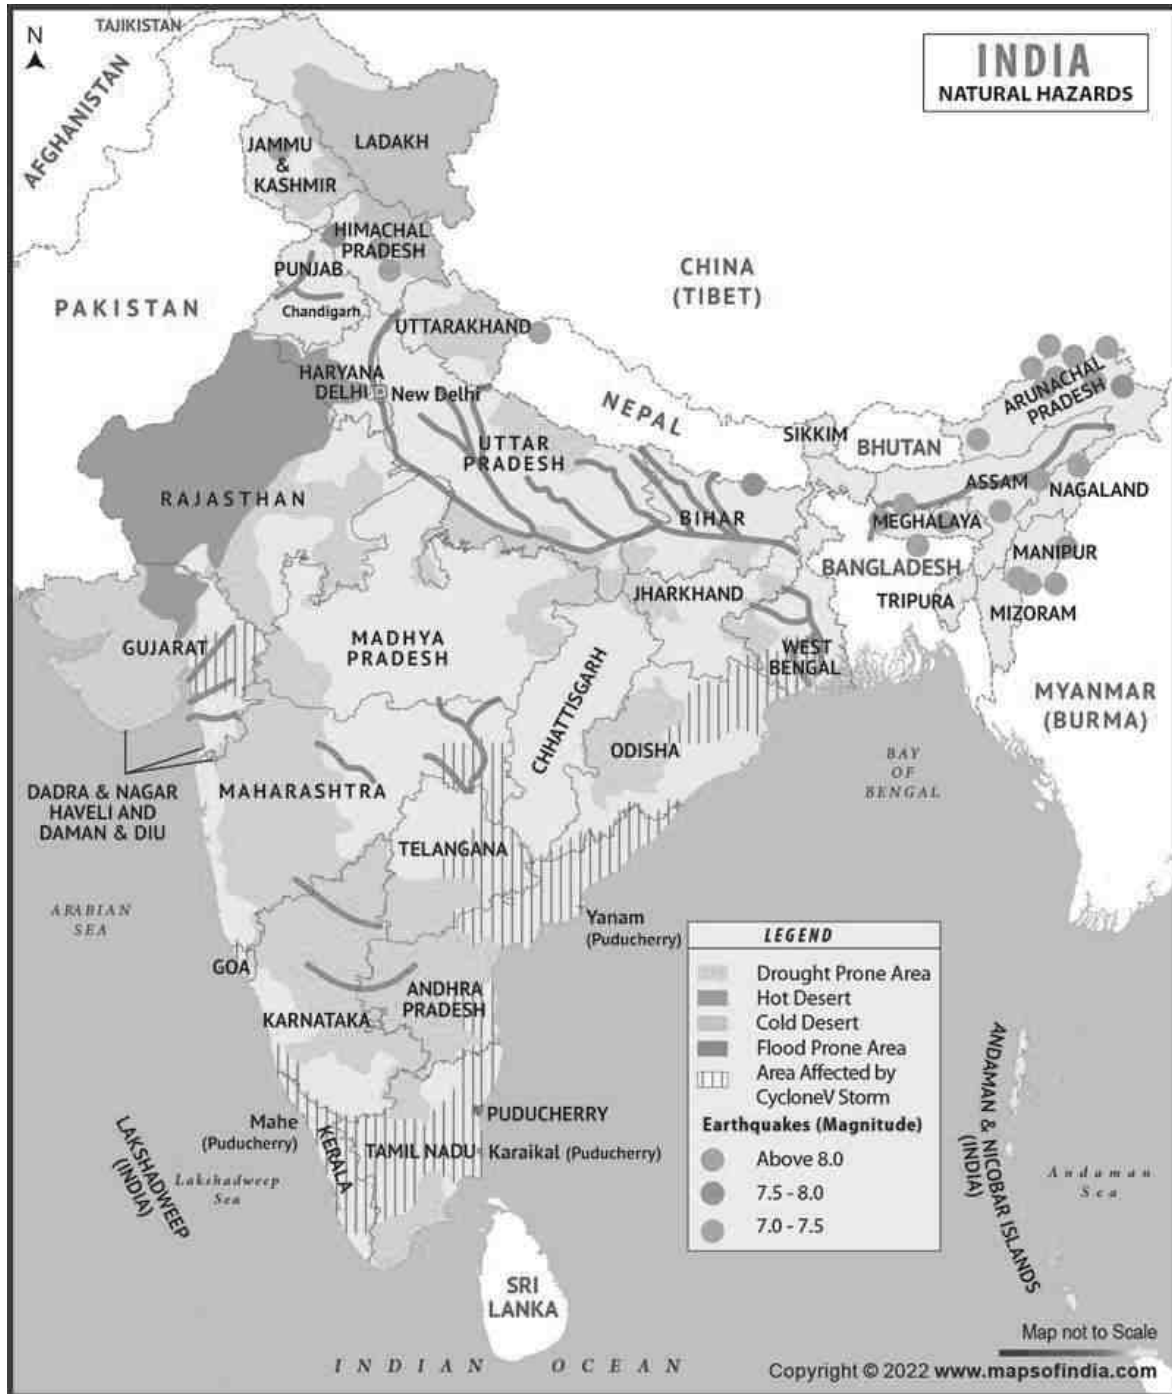 TAJIKISTAN
N
AFGHANISTAN
INDIA
NATURAL HAZARDS
JAMMU
&
KASHMIR
LADAKH
HIMACHAL
PRADESH
PUNJAB
Chandigarh
CHINA
(TIBET)
PAKISTAN
UTTARAKHAND
HARYANA
DELHI
New Delhi
NEPAL
ARUNACHAL
PRADESH
SIKKIM
BHUTAN
UTTAR
PRADESH
RAJASTHAN
ASSAM
NAGALAND
BIHAR
MEGHALAYA
MANIPUR
BANGLADESH
JHARKHAND
TRIPURA
MIZORAM
GUJARAT
MADHYA
PRADESH
WEST
BENGAL
CHHATTISGARH
MYANMAR
(BURMA)
ODISHA
BAY
OF
BENGAL
DADRA & NAGAR
HAVELI AND
DAMAN & DIU
MAHARASHTRA
TELANGANA
ARABIAN
SEA
Yanam
(Puducherry)
GOA
ANDHRA
PRADESH
KARNATAKA
LEGEND
Drought Prone Area
Hot Desert
Cold Desert
Flood Prone Area
Area Affected by
CycloneV Storm
Earthquakes (Magnitude)
Above 8.0
7.5 - 8.0
7.0 - 7.5
Mahe
(Puducherry)
PUDUCHERRY
KERALA
TAMIL NADU
Karaikal (Puducherry)
LAKSHADWEEP
(INDIA)
Lakshadweep
Sea
ANDAMAN & NICOBAR ISLANDS
(INDIA)
Andaman
Sea
SRI
LANKA
Map not to Scale
INDIAN OCEAN
Copyright © 2022 www.mapsofindia.com